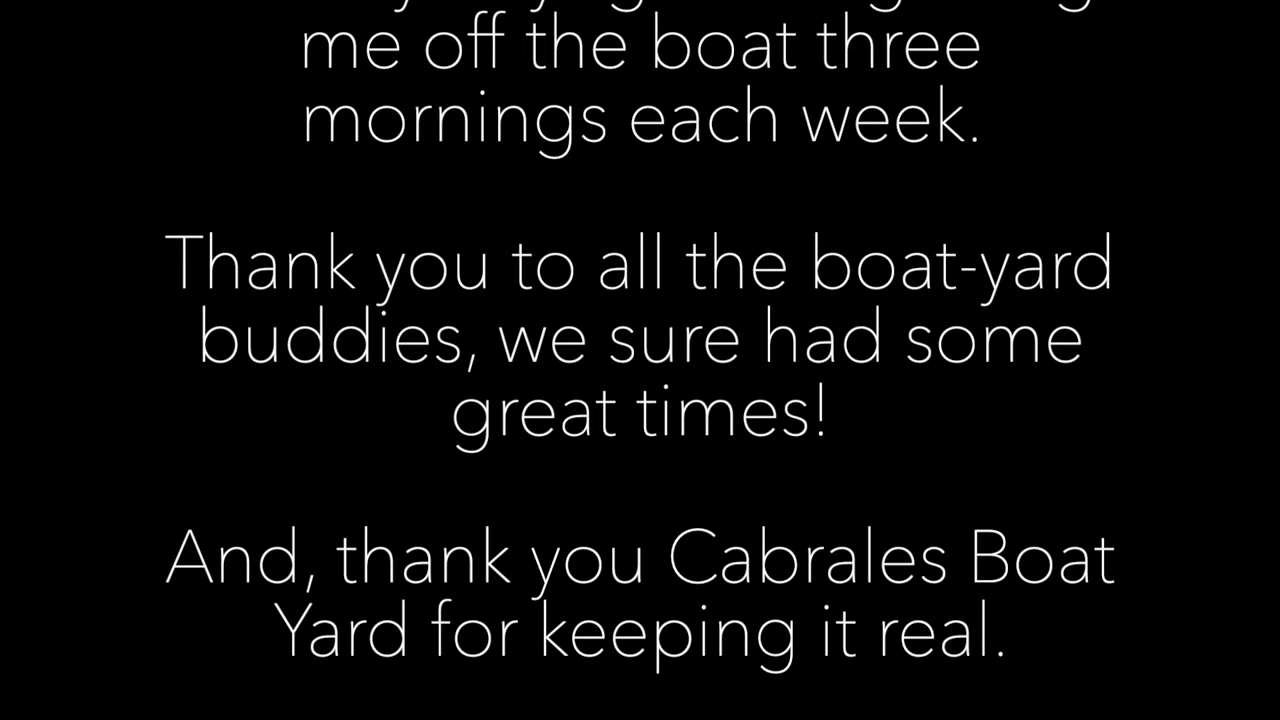 me off the boat three
mornings each week.
Thank you to all the boat-yard
buddies, we sure had some
great times!
And, thank you Cabrales Boat
Yard for keeping it real.